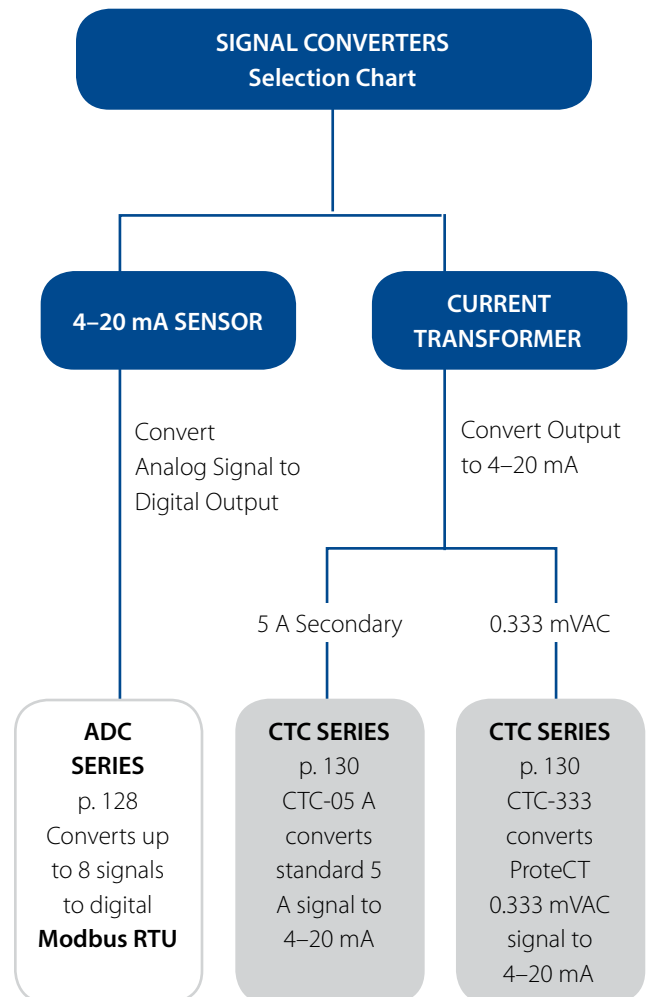 SIGNAL CONVERTERS
Selection Chart
4–20 mA SENSOR
CURRENT
TRANSFORMER
Convert
Analog Signal to
Digital Output
Convert Output
to 4–20 mA
5 A Secondary
0.333 mVAC
ADC
SERIES
p. 128
Converts up
to 8 signals
to digital
Modbus RTU
CTC SERIES
p. 130
CTC-05 A
converts
standard 5
A signal to
4–20 mA
CTC SERIES
p. 130
CTC-333
converts
ProteCT
0.333 mVAC
signal to
4–20 mA